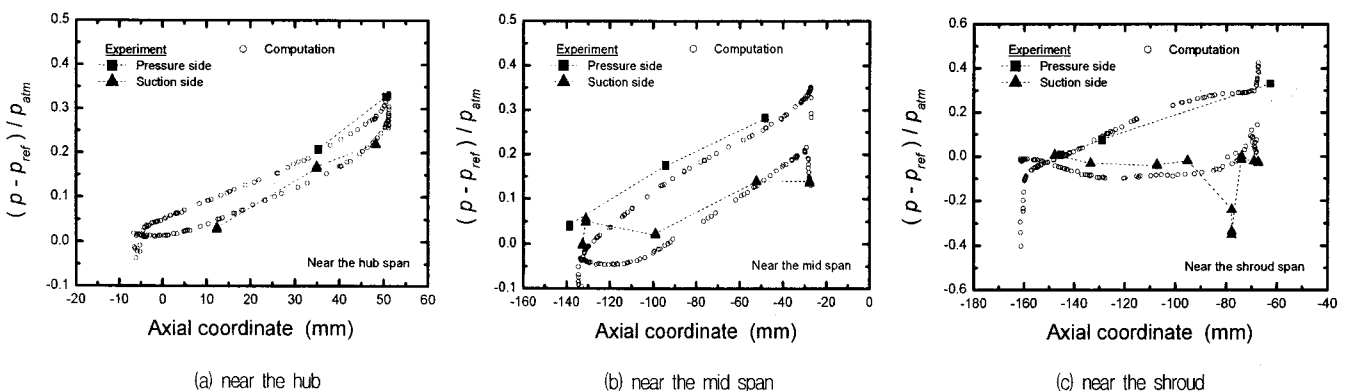 ( p - p_ref ) / p_atm
0.5
0.4
0.3
0.2
0.1
0.0
-0.1
Experiment
Computation
Pressure side
Suction side
Near the hub span
-20 -10 0 10 20 30 40 50 60
Axial coordinate (mm)
(a) near the hub
( p - p_ref ) / p_atm
0.5
0.4
0.3
0.2
0.1
0.0
-0.1
Experiment
Computation
Pressure side
Suction side
Near the mid span
-160 -140 -120 -100 -80 -60 -40 -20 0
Axial coordinate (mm)
(b) near the mid span
( p - p_ref ) / p_atm
0.6
0.4
0.2
0.0
-0.2
-0.4
-0.6
Experiment
Computation
Pressure side
Suction side
Near the shroud span
-180 -160 -140 -120 -100 -80 -60 -40
Axial coordinate (mm)
(c) near the shroud